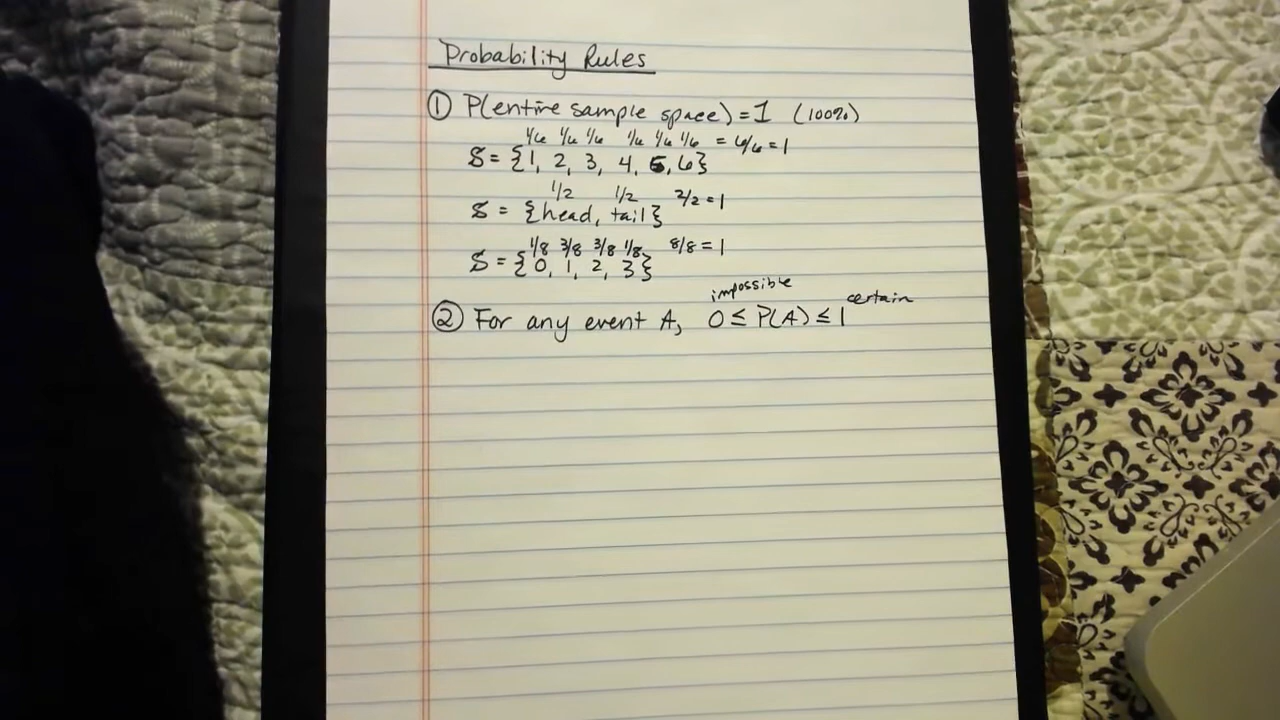 Probability Rules
① P(entire sample space) = 1 (100%)
1/6 1/6 1/6 1/6 1/6 1/6 = 6/6 = 1
S = {1, 2, 3, 4, 5, 6}
1/2 1/2 2/2 = 1
S = {head, tail}
1/8 3/8 3/8 1/8 8/8 = 1
S = {0, 1, 2, 3}
impossible certain
② For any event A, 0 ≤ P(A) ≤ 1